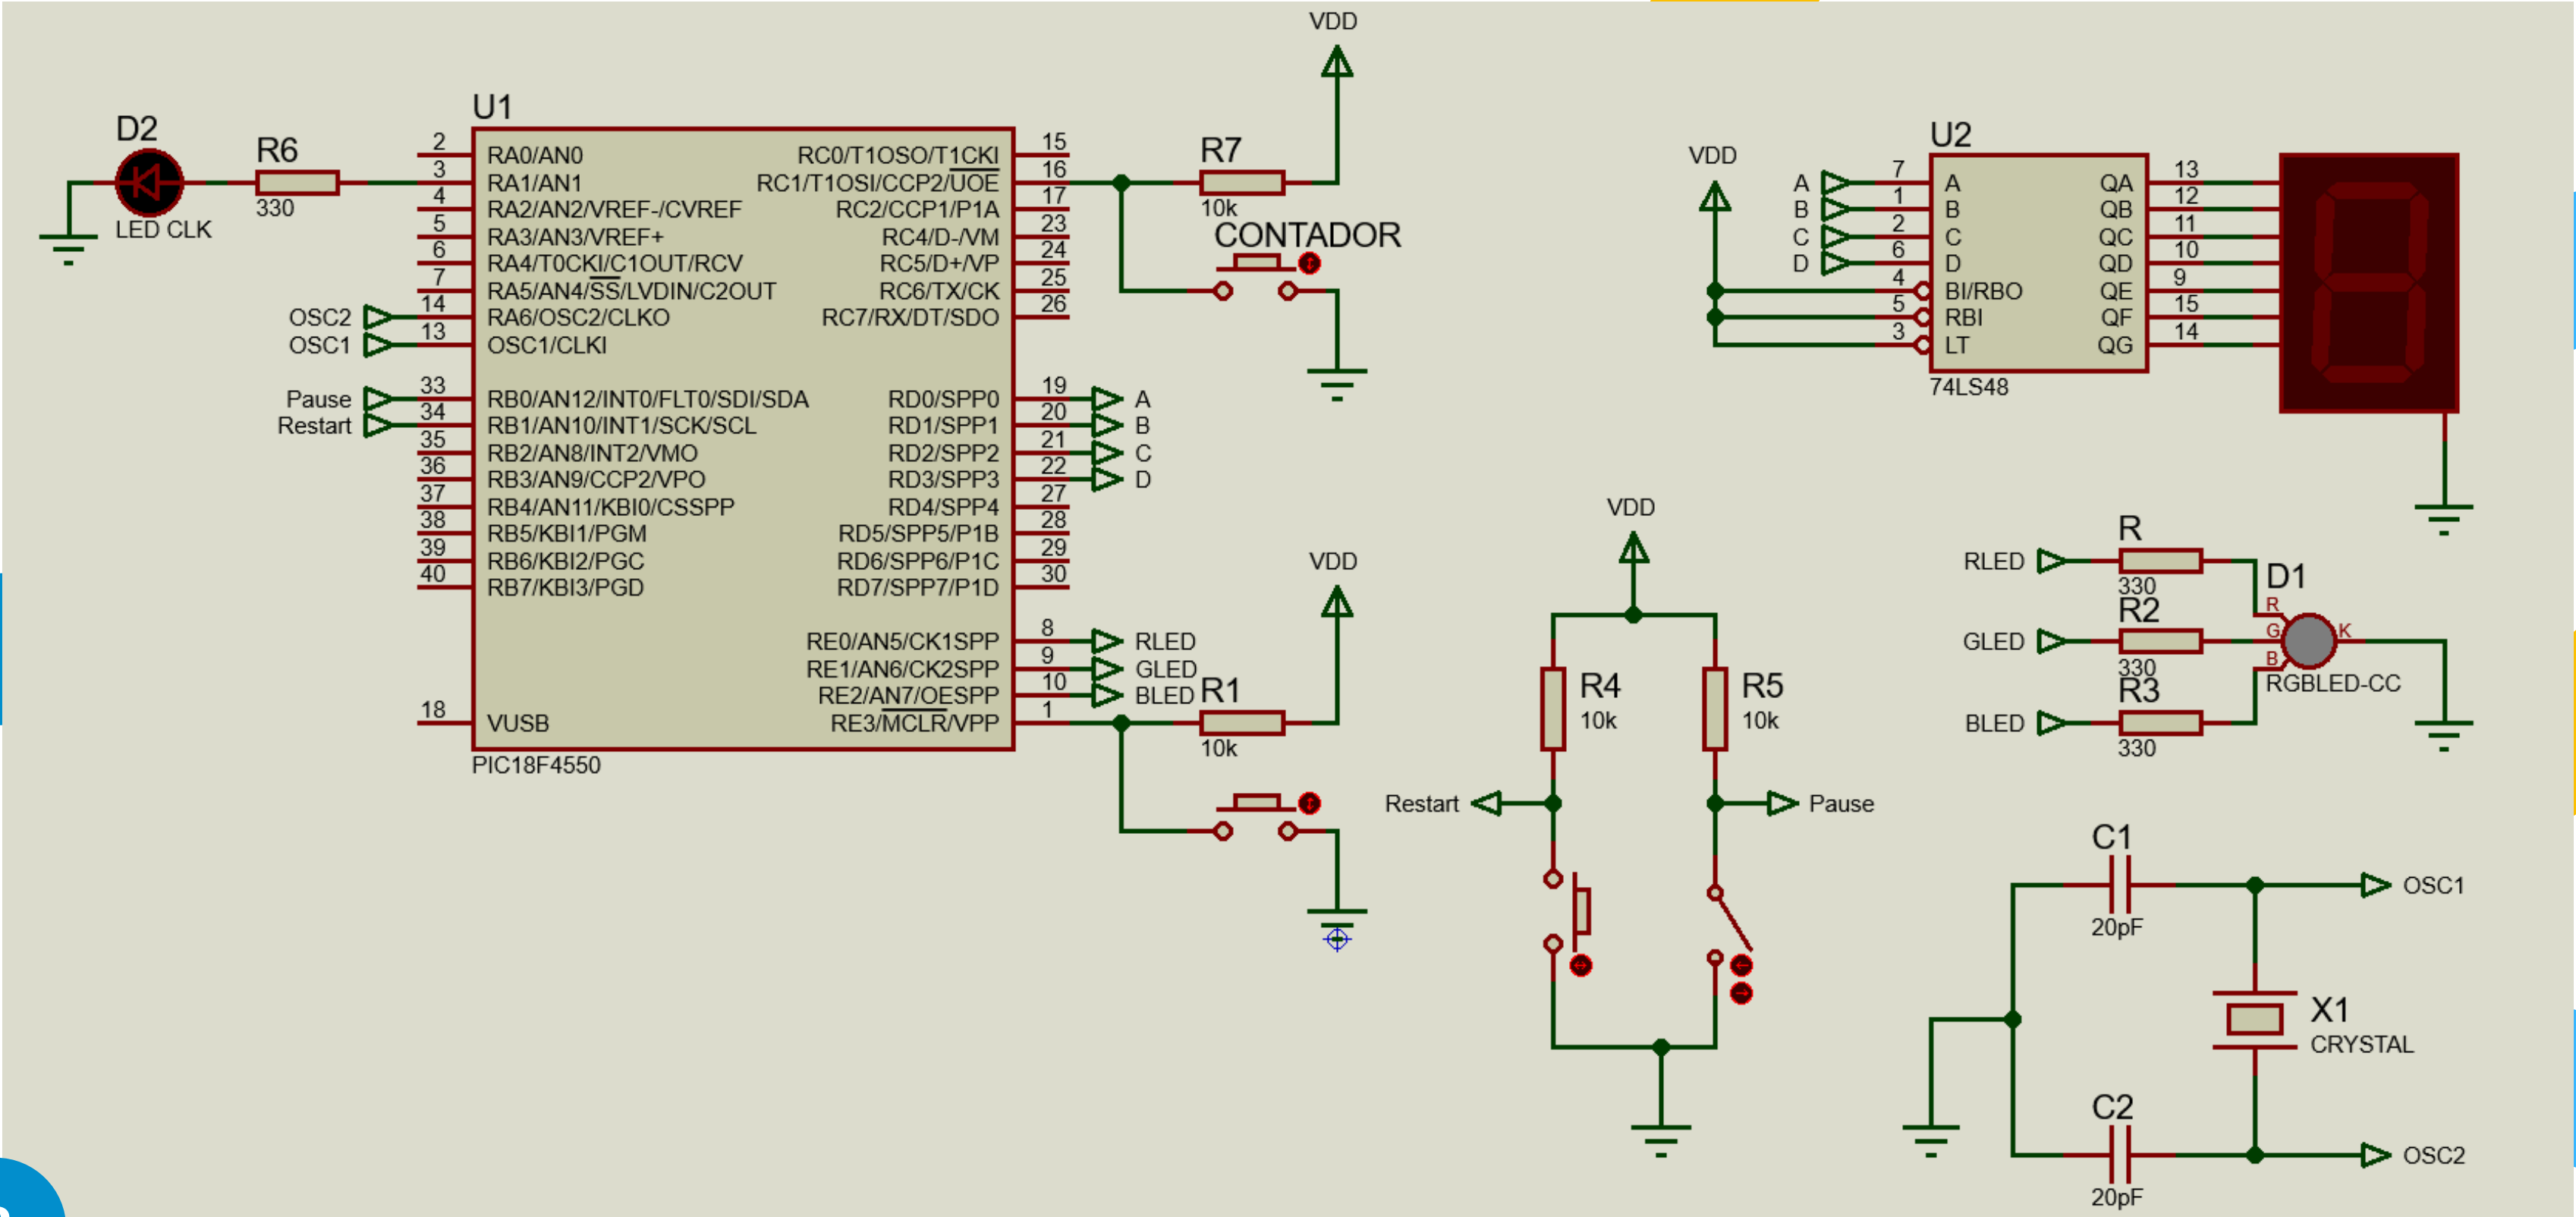 VDD
U1
D2
R6
330
LED CLK
2 RA0/AN0
3 RA1/AN1
4 RA2/AN2/VREF-/CVREF
5 RA3/AN3/VREF+
6 RA4/T0CKI/C1OUT/RCV
7 RA5/AN4/SS/LVDIN/C2OUT
OSC2 14 RA6/OSC2/CLKO
OSC1 13 OSC1/CLKI
Pause 33 RB0/AN12/INT0/FLT0/SDI/SDA
Restart 34 RB1/AN10/INT1/SCK/SCL
35 RB2/AN8/INT2/VMO
36 RB3/AN9/CCP2/VPO
37 RB4/AN11/KBI0/CSSPP
38 RB5/KBI1/PGM
39 RB6/KBI2/PGC
40 RB7/KBI3/PGD
18 VUSB
RC0/T1OSO/T1CKI 15
RC1/T1OSI/CCP2/UOE 16
RC2/CCP1/P1A 17
RC4/D-/VM 23
RC5/D+/VP 24
RC6/TX/CK 25
RC7/RX/DT/SDO 26
RD0/SPP0 19 A
RD1/SPP1 20 B
RD2/SPP2 21 C
RD3/SPP3 22 D
RD4/SPP4 27
RD5/SPP5/P1B 28
RD6/SPP6/P1C 29
RD7/SPP7/P1D 30
RE0/AN5/CK1SPP 8 RLED
RE1/AN6/CK2SPP 9 GLED
RE2/AN7/OESPP 10 BLED
RE3/MCLR/VPP 1
PIC18F4550
R7
10k
CONTADOR
VDD
R1
10k
VDD
U2
A 7 A
B 1 B
C 2 C
D 6 D
4 BI/RBO
5 RBI
3 LT
QA 13
QB 12
QC 11
QD 10
QE 9
QF 15
QG 14
74LS48
VDD
R4
10k
R5
10k
Restart
Pause
RLED
R
330
GLED
R2
330
BLED
R3
330
D1
R
G
B
K
RGBLED-CC
C1
20pF
OSC1
X1
CRYSTAL
C2
20pF
OSC2